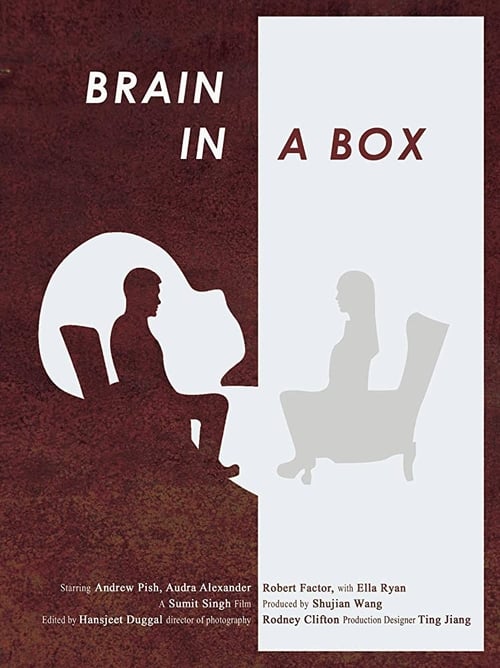 BRAIN
IN A BOX
Starring Andrew Pish, Audra Alexander Robert Factor, with Ella Ryan
A Sumit Singh Film Produced by Shujian Wang
Edited by Hansjeet Duggal director of photography Rodney Clifton Production Designer Ting Jiang